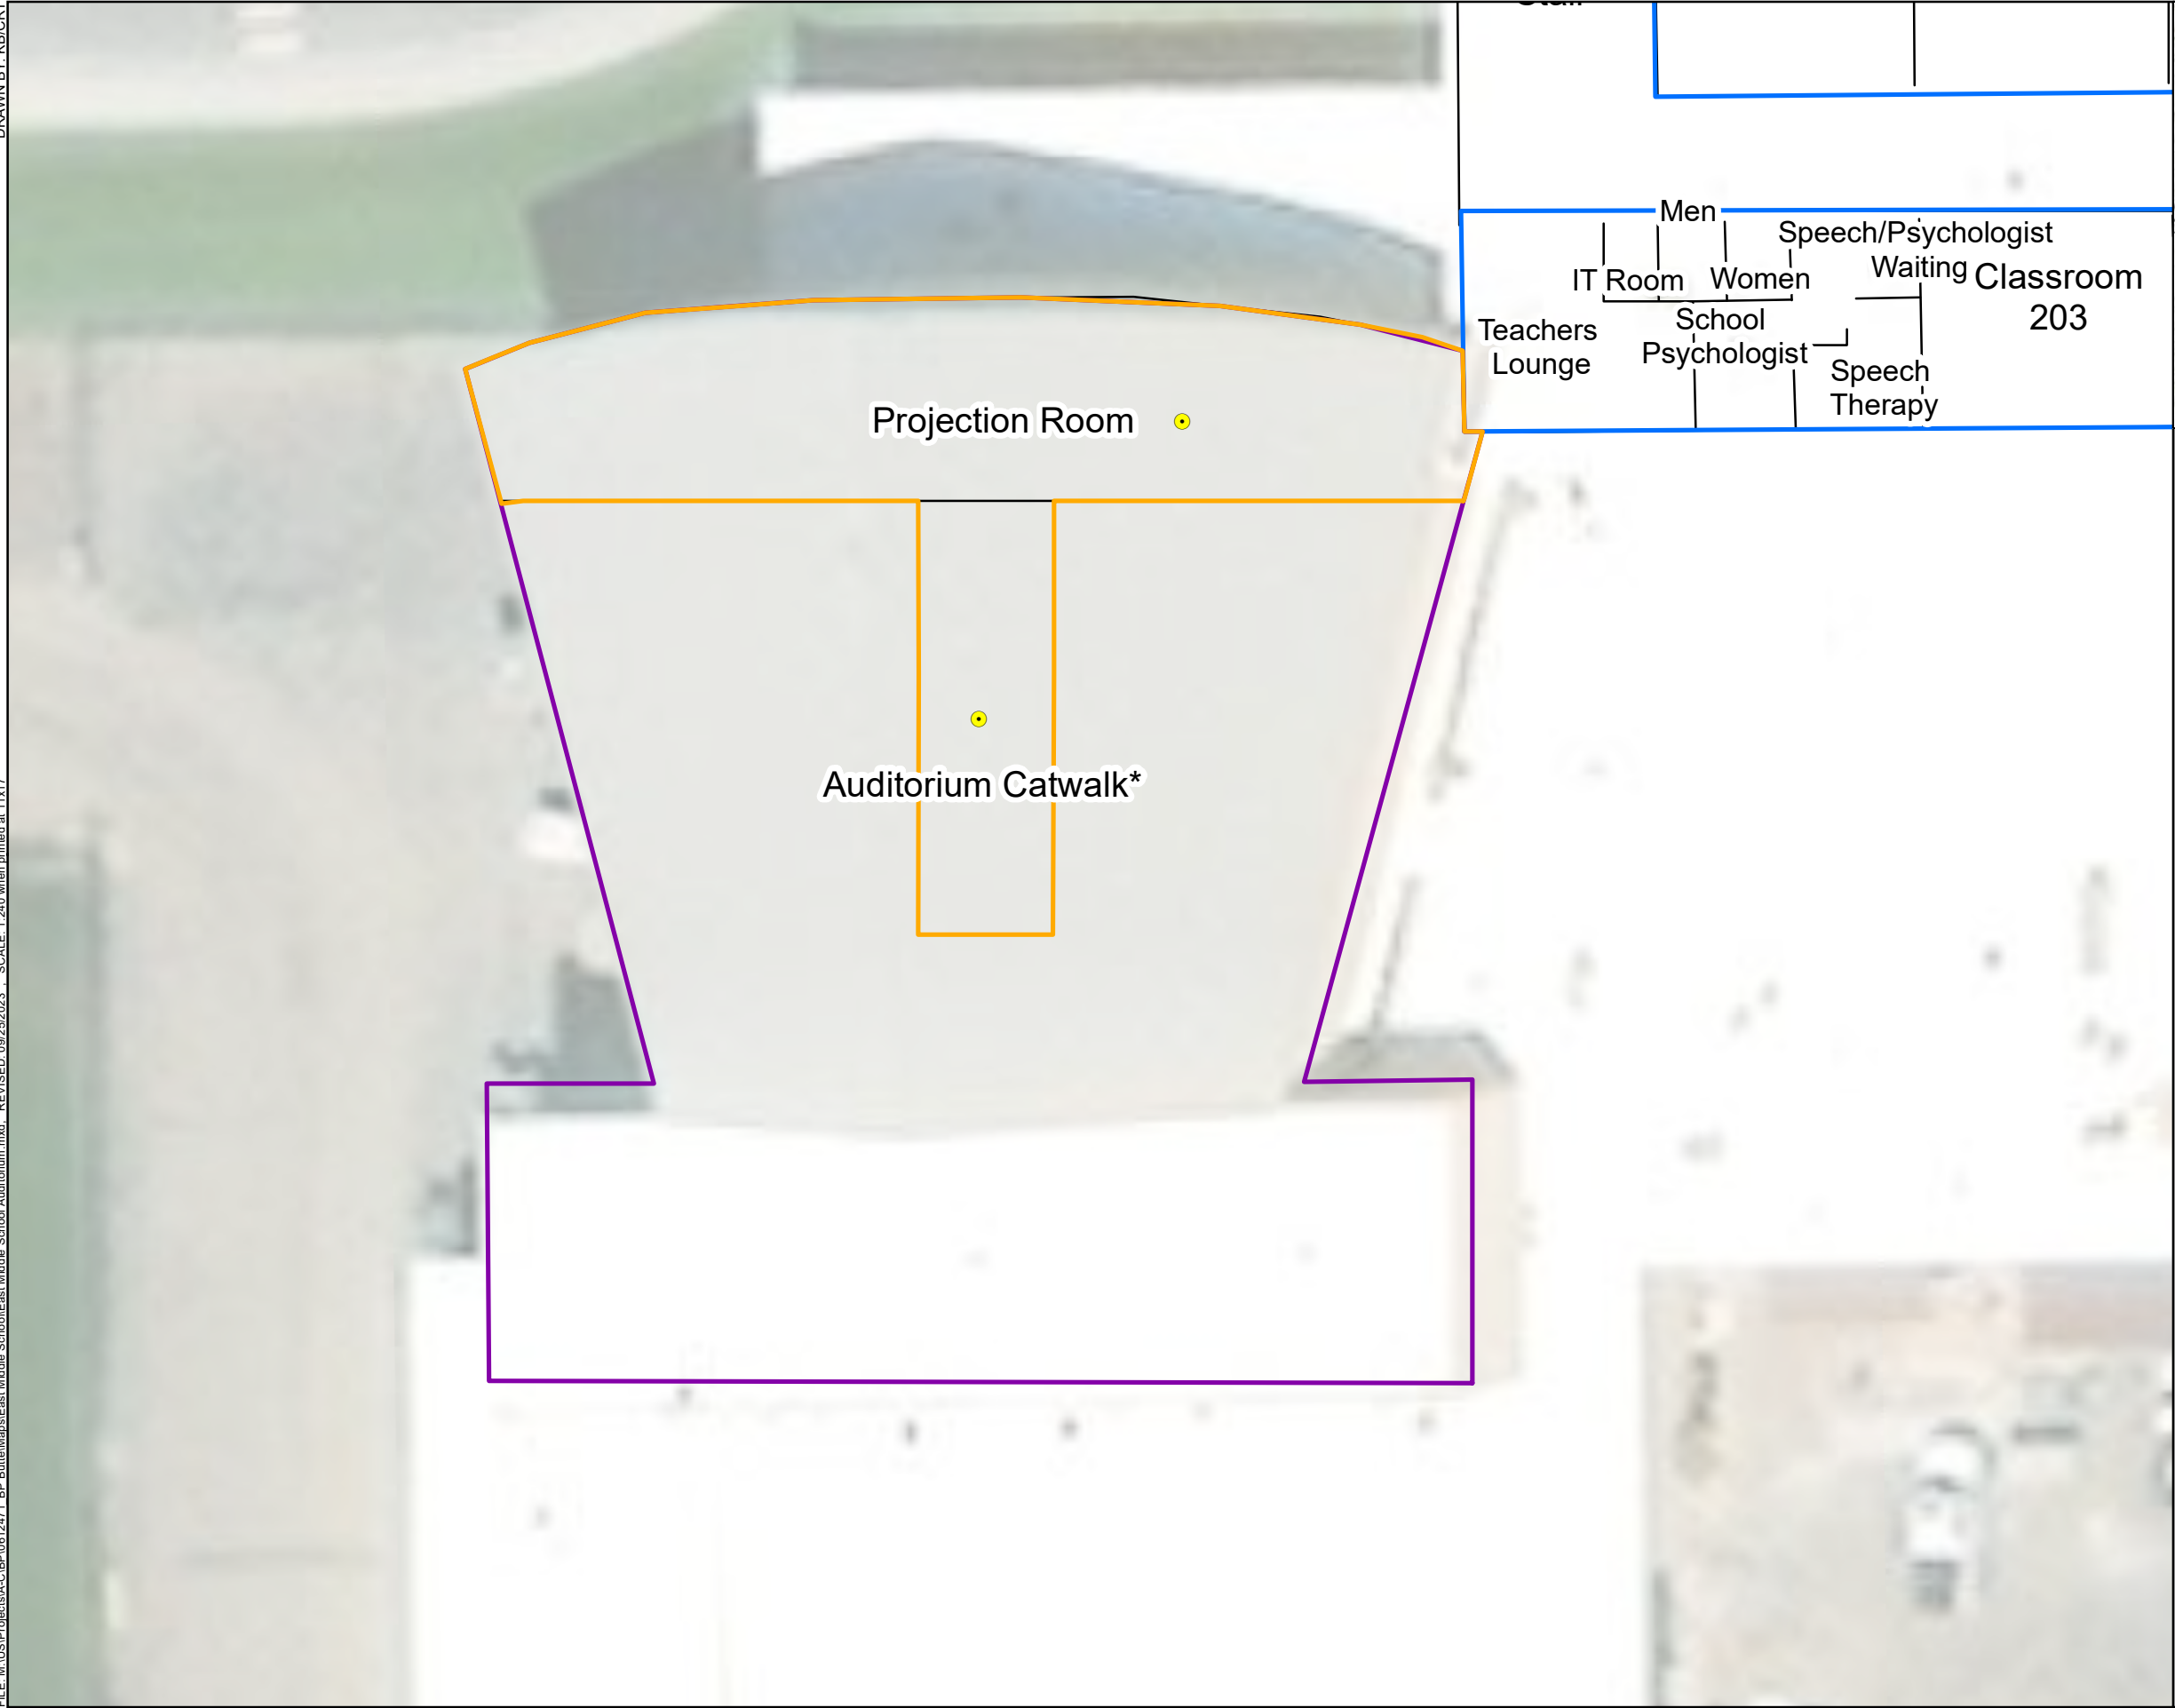 Men
Speech/Psychologist
Waiting
IT Room
Women
Classroom
203
School
Psychologist
Teachers
Lounge
Speech
Therapy
Projection Room
Auditorium Catwalk*